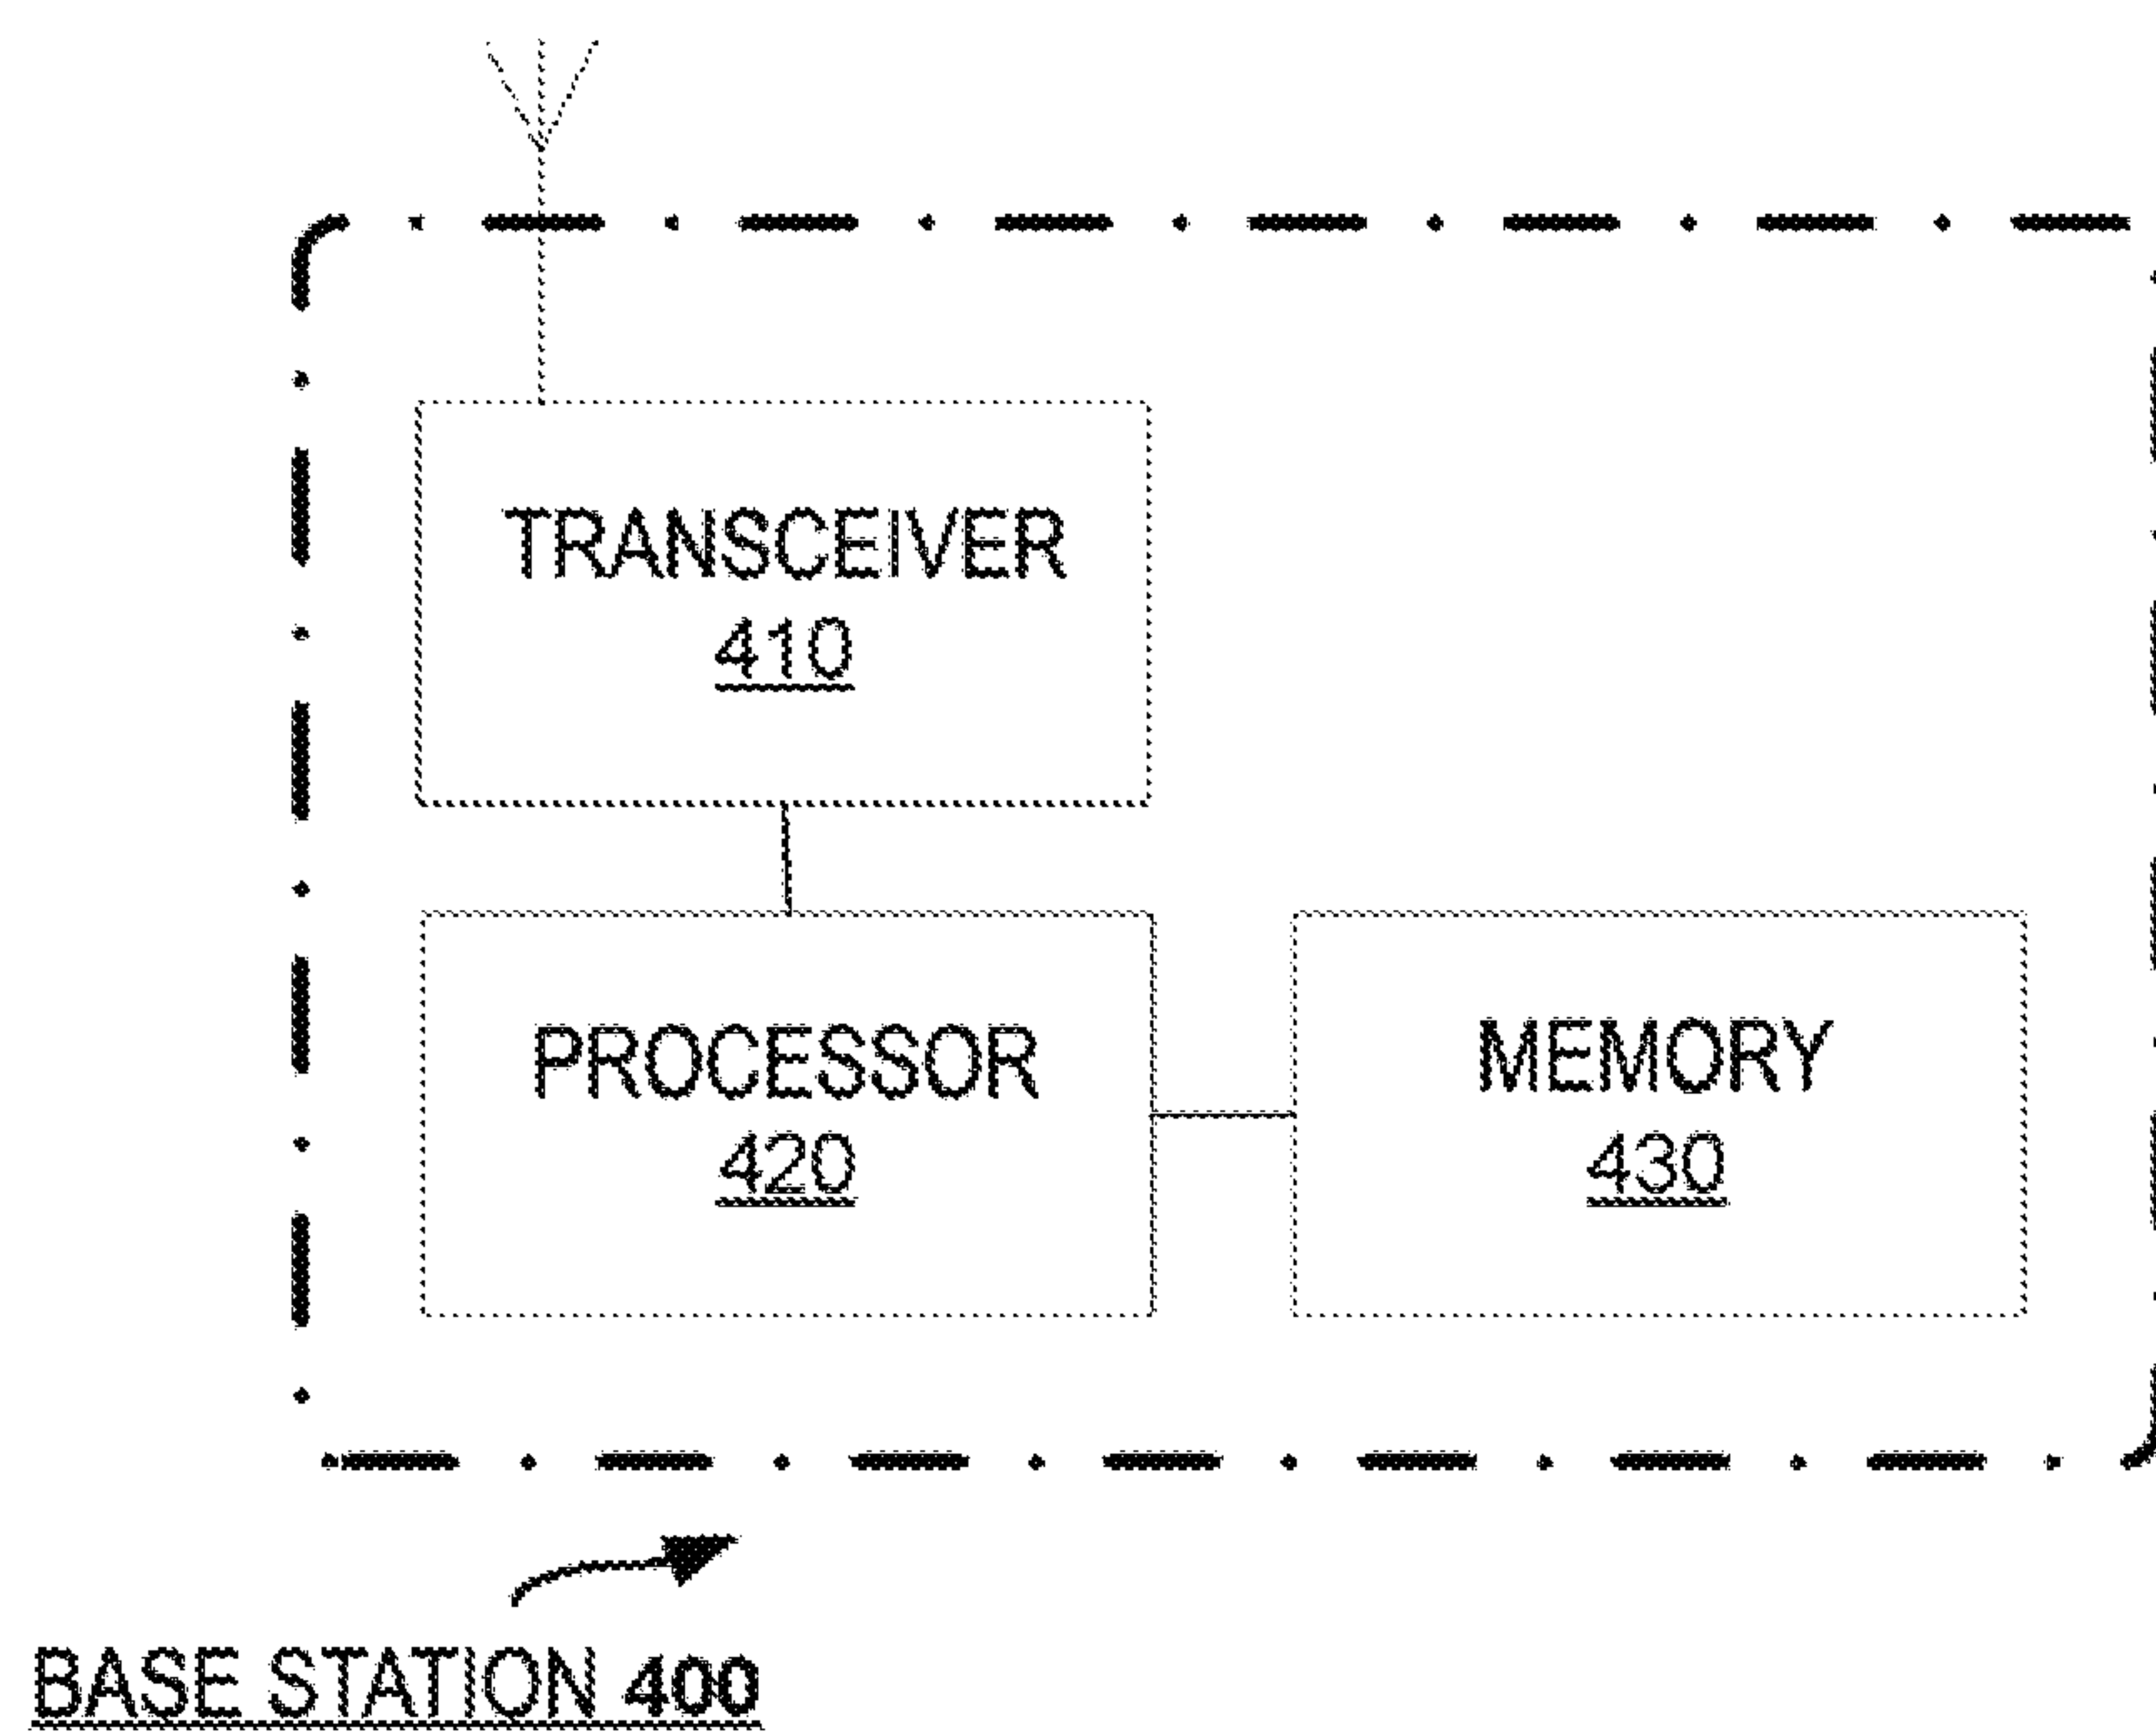 TRANSCEIVER
410
PROCESSOR
420
MEMORY
430
BASE STATION 400